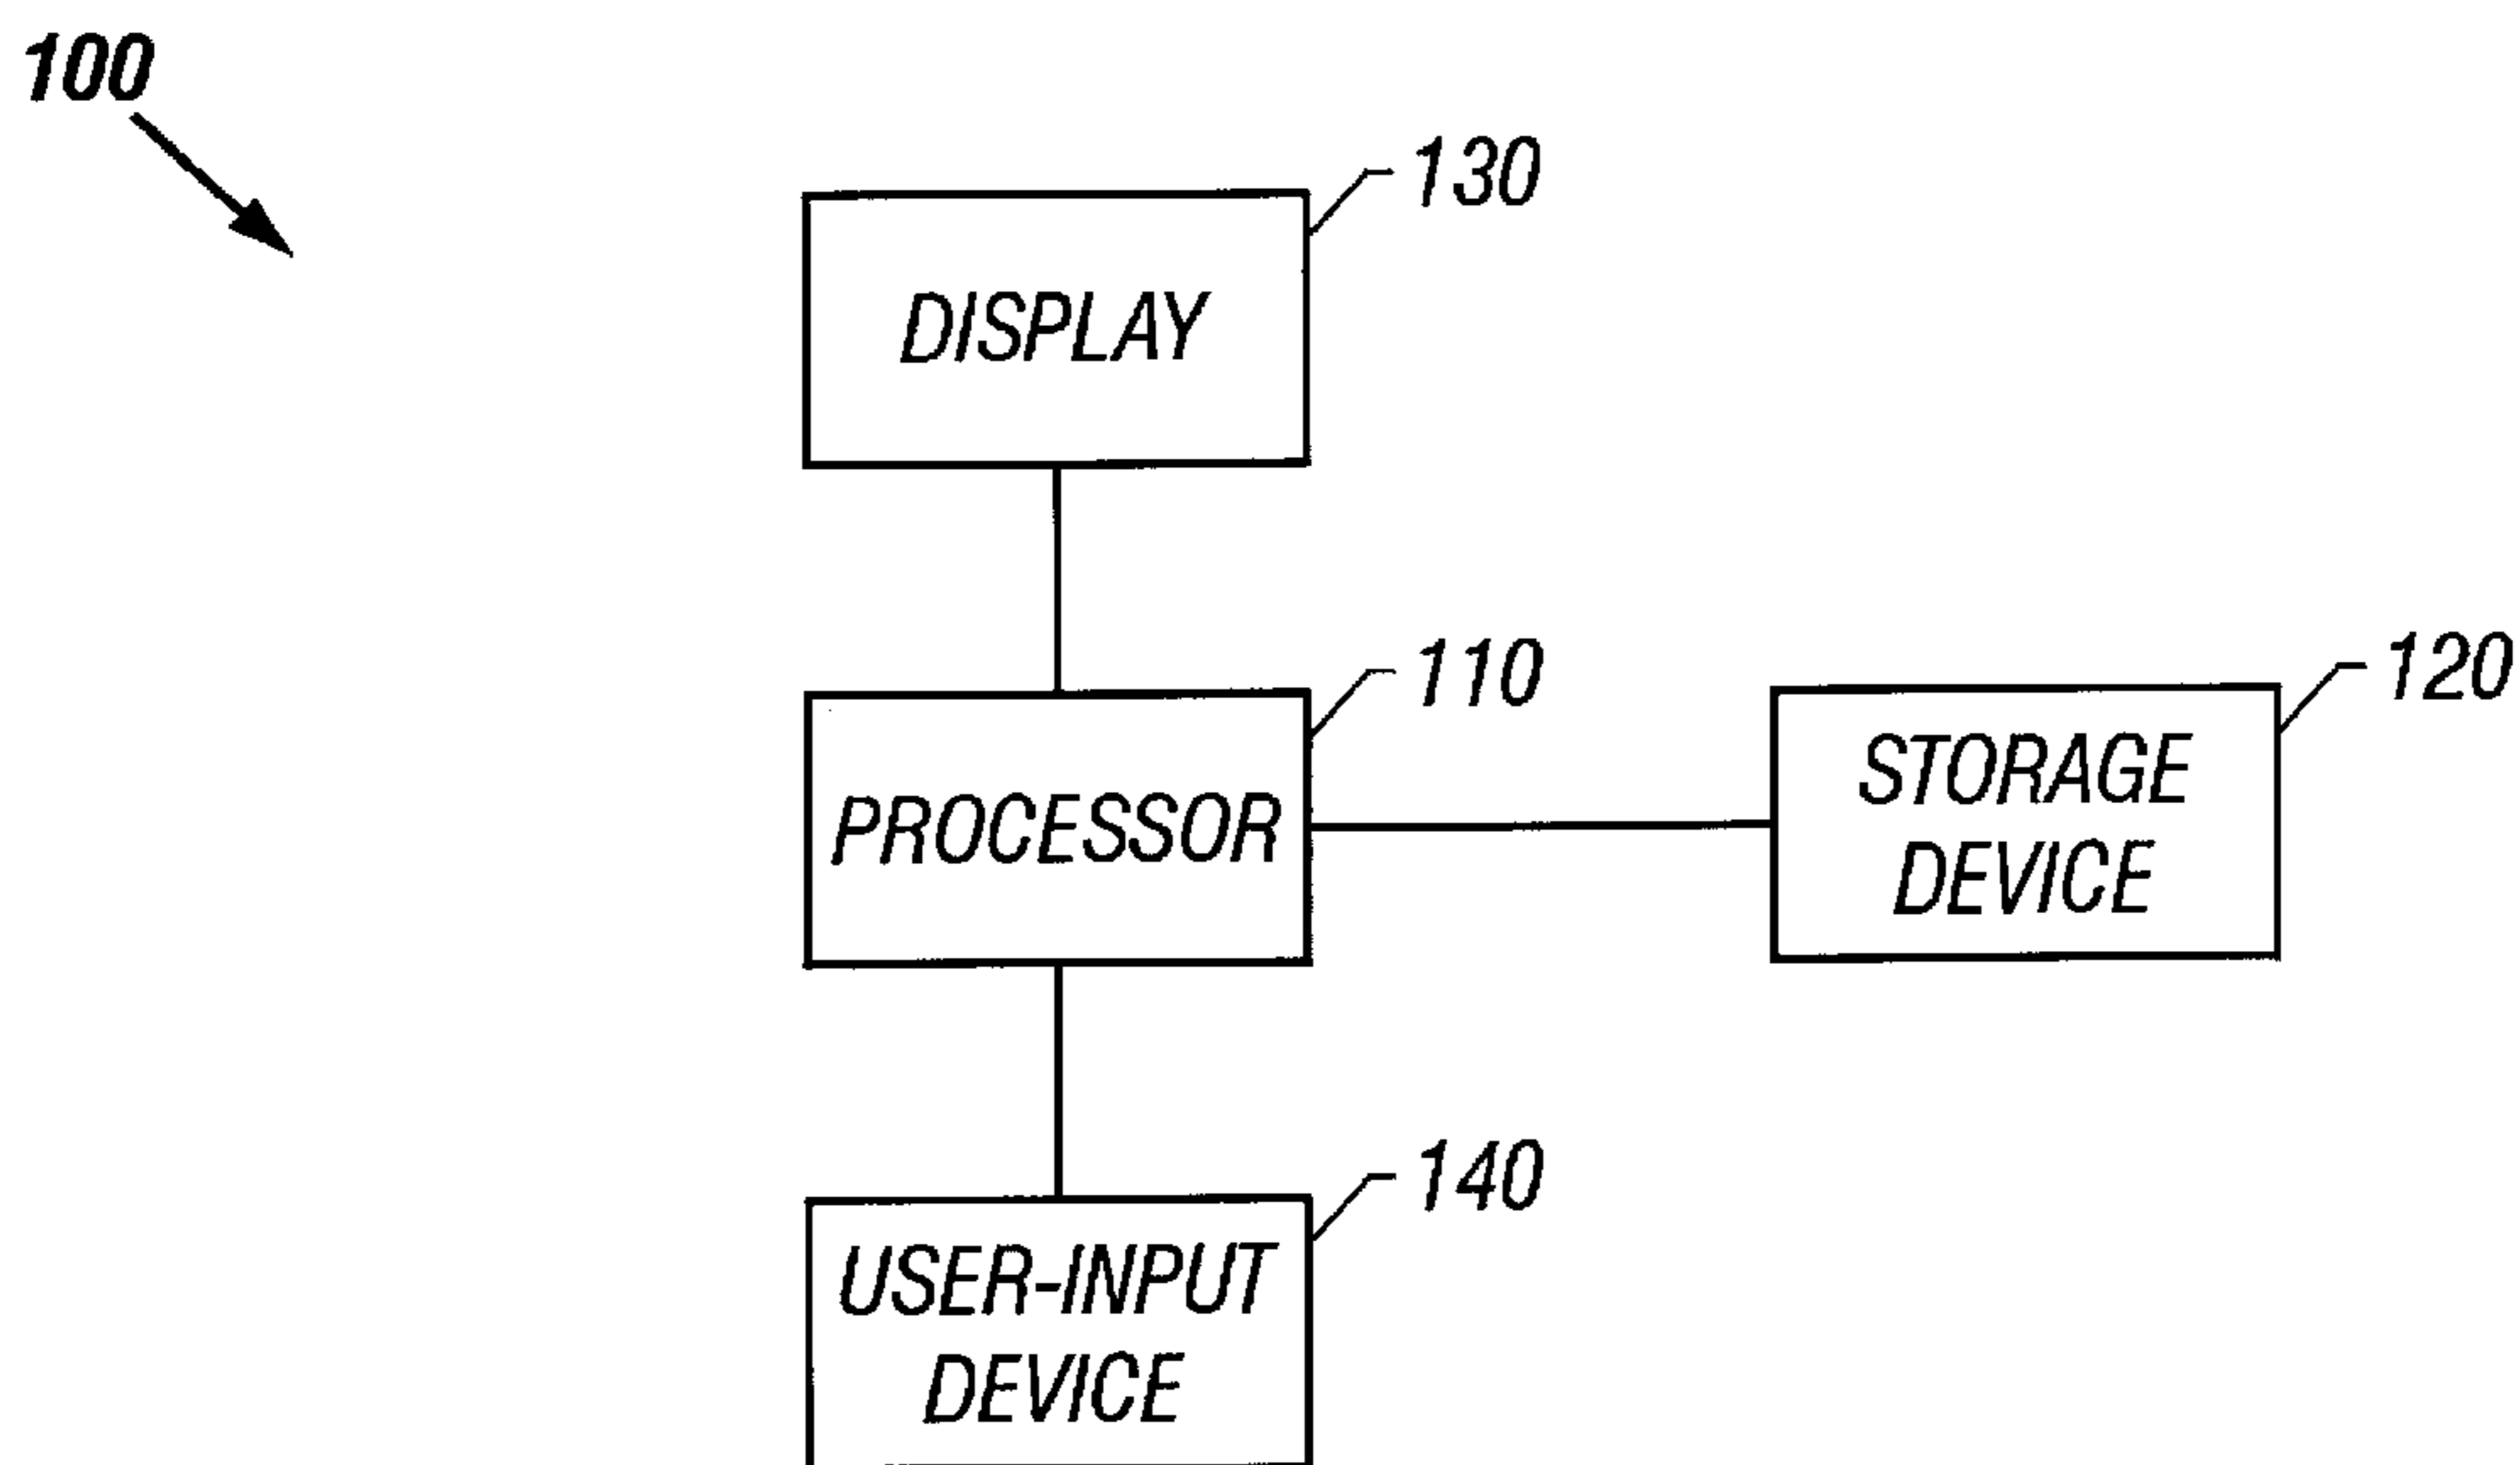 100
130
DISPLAY
110
120
PROCESSOR
STORAGE
DEVICE
140
USER-INPUT
DEVICE